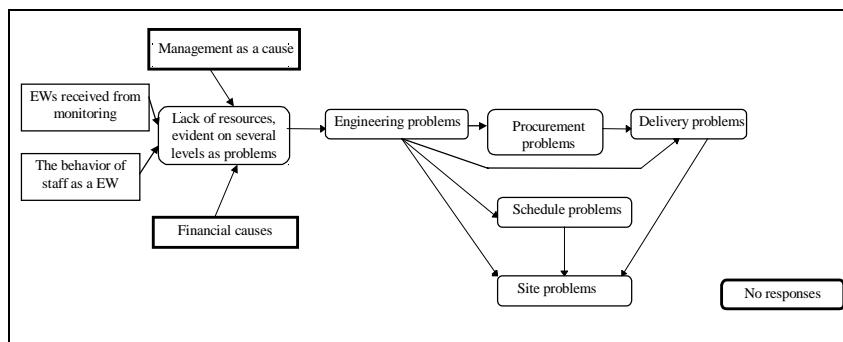 Management as a cause
EWs received from
monitoring
Lack of resources,
evident on several
levels as problems
The behavior of
staff as a EW
Financial causes
Engineering problems
Procurement
problems
Delivery problems
Schedule problems
Site problems
No responses